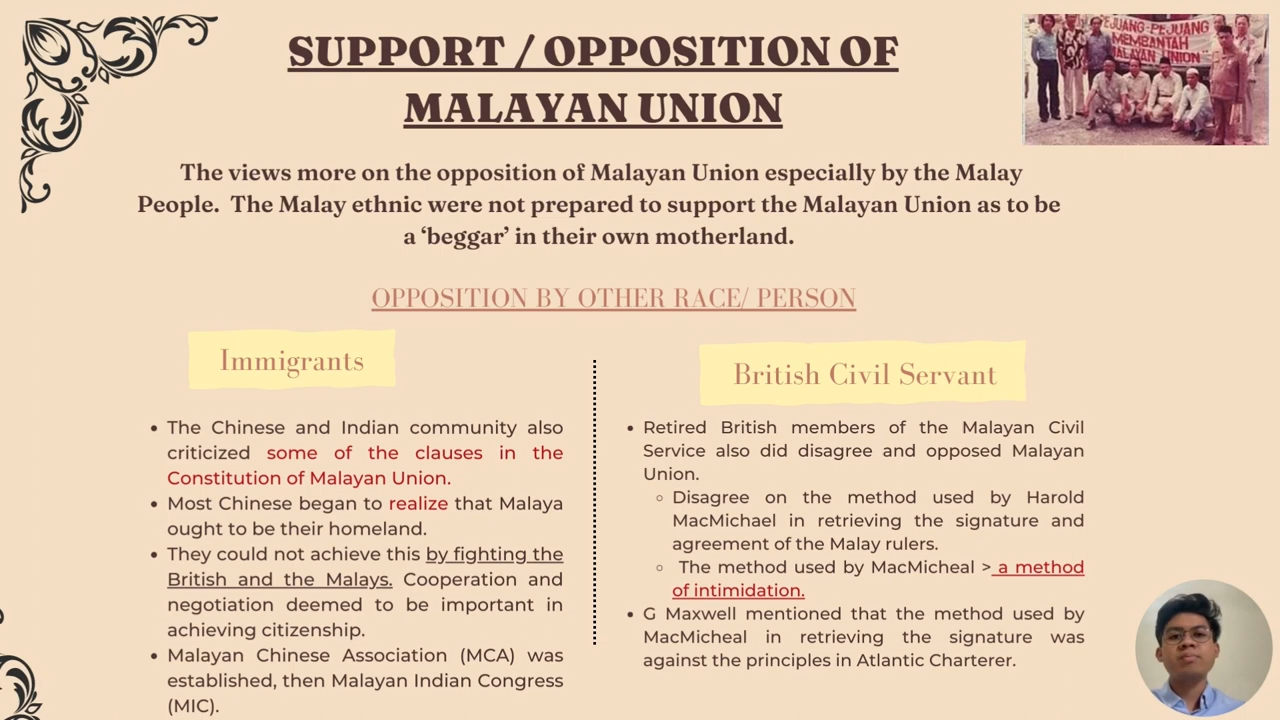 SUPPORT / OPPOSITION OF
MALAYAN UNION
PEJUANG-PEJUANG
MEMBANTAH
MALAYAN UNION
The views more on the opposition of Malayan Union especially by the Malay
People.  The Malay ethnic were not prepared to support the Malayan Union as to be
a ‘beggar’ in their own motherland.
OPPOSITION BY OTHER RACE/ PERSON
Immigrants
• The Chinese and Indian community also
criticized some of the clauses in the
Constitution of Malayan Union.
• Most Chinese began to realize that Malaya
ought to be their homeland.
• They could not achieve this by fighting the
British and the Malays. Cooperation and
negotiation deemed to be important in
achieving citizenship.
• Malayan Chinese Association (MCA) was
established, then Malayan Indian Congress
(MIC).
British Civil Servant
• Retired British members of the Malayan Civil
Service also did disagree and opposed Malayan
Union.
◦ Disagree on the method used by Harold
MacMichael in retrieving the signature and
agreement of the Malay rulers.
◦ The method used by MacMicheal > a method
of intimidation.
• G Maxwell mentioned that the method used by
MacMicheal in retrieving the signature was
against the principles in Atlantic Charterer.